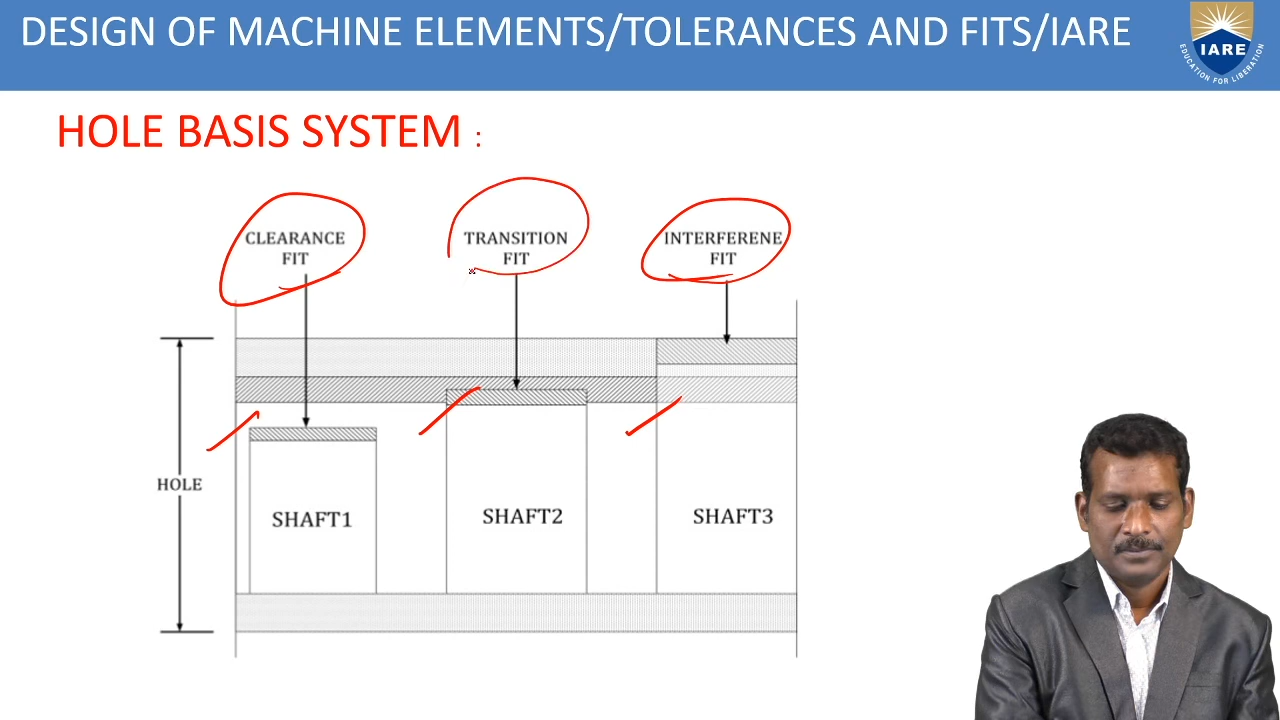 DESIGN OF MACHINE ELEMENTS/TOLERANCES AND FITS/IARE
IARE
EDUCATION FOR LIBERATION
HOLE BASIS SYSTEM :
CLEARANCE
FIT
TRANSITION
FIT
INTERFERENE
FIT
HOLE
SHAFT1
SHAFT2
SHAFT3